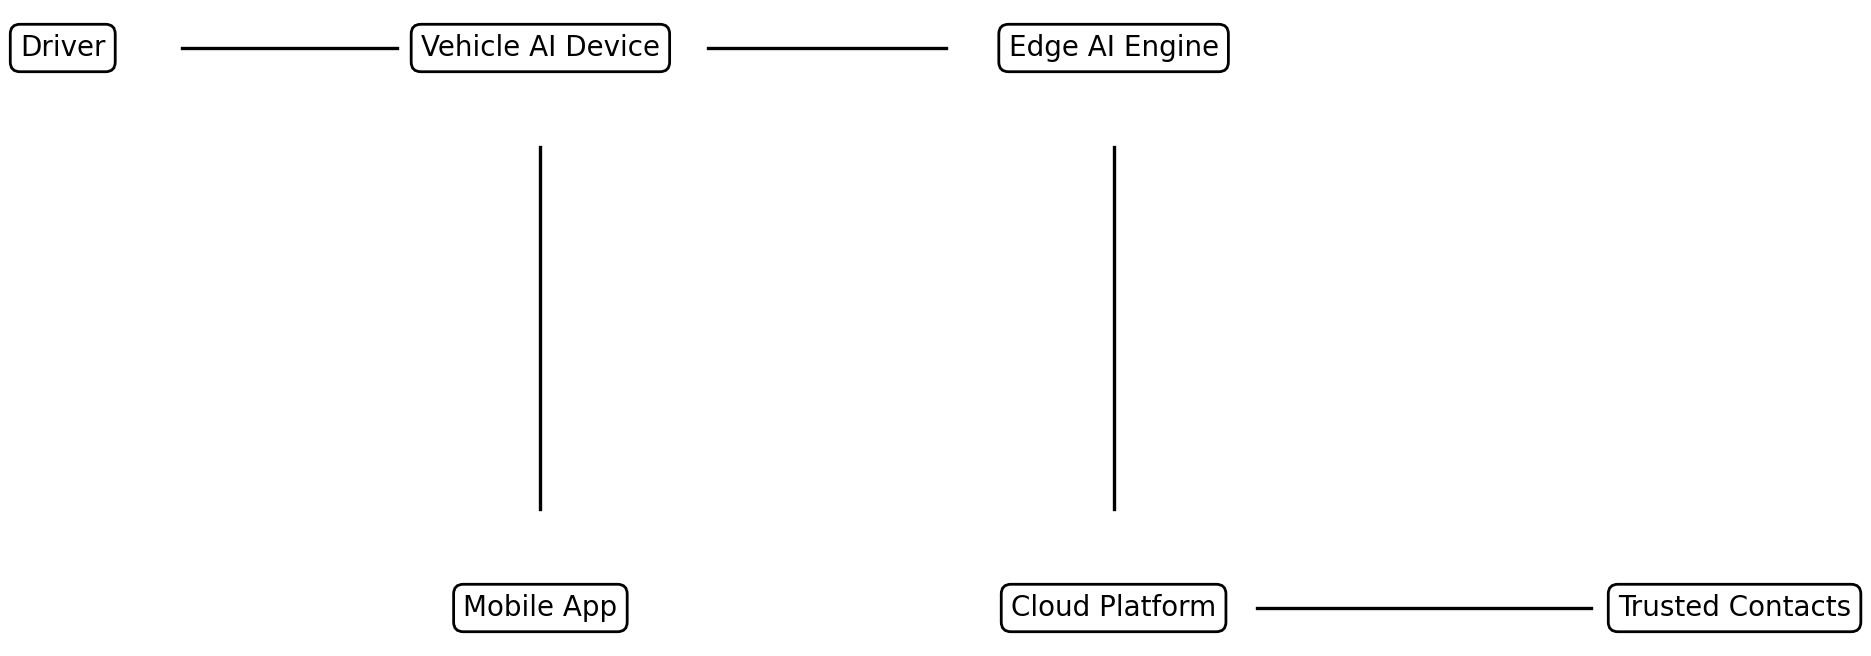 Driver
Vehicle AI Device
Edge AI Engine
Mobile App
Cloud Platform
Trusted Contacts